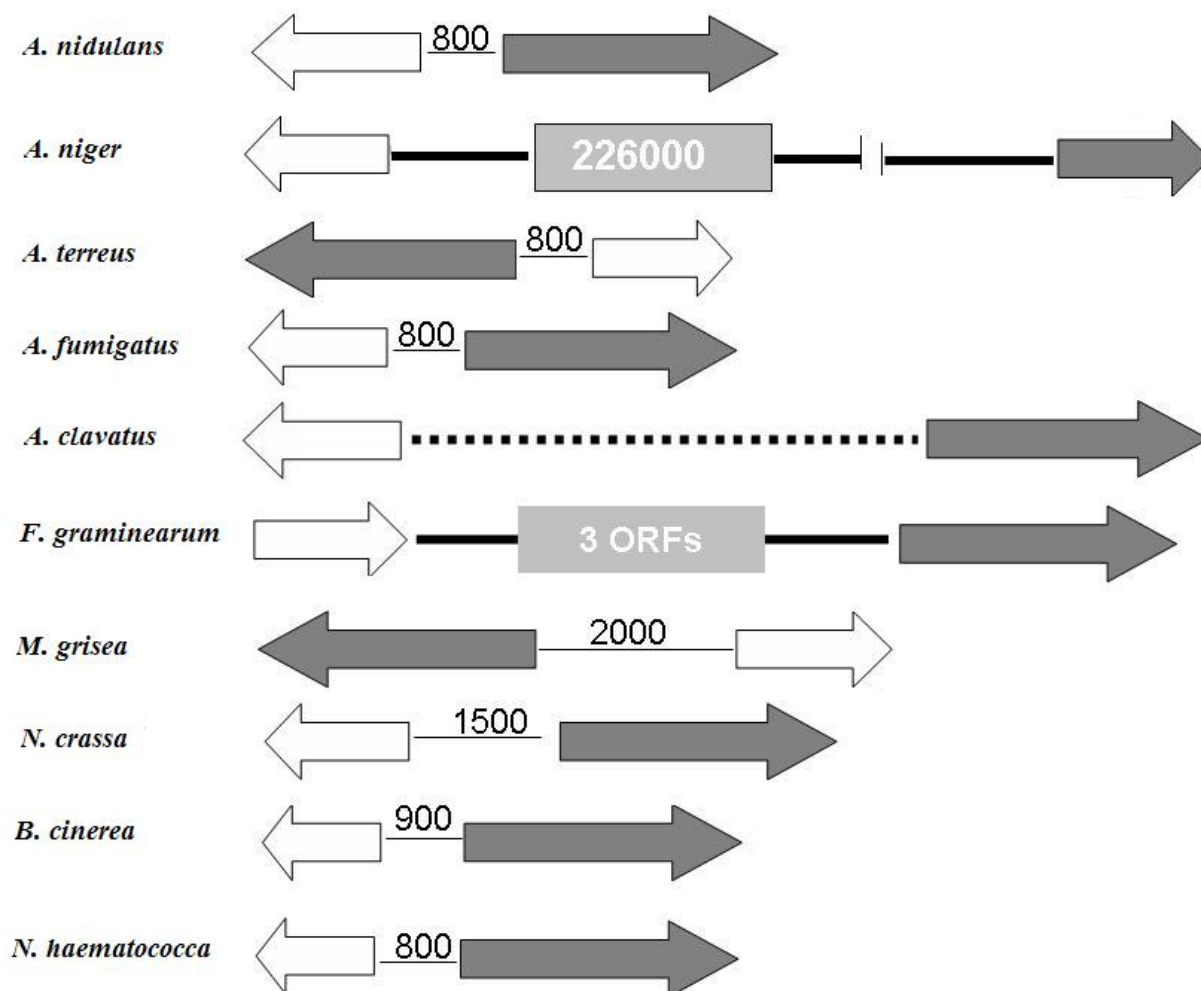 A. nidulans 800
A. niger 226000
A. terreus 800
A. fumigatus 800
A. clavatus
F. graminearum 3 ORFs
M. grisea 2000
N. crassa 1500
B. cinerea 900
N. haematococca 800